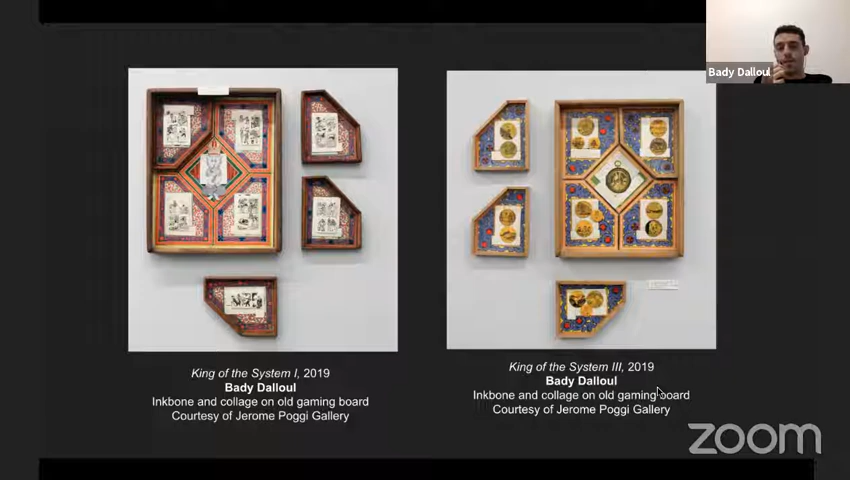 Bady Dalloul
King of the System I, 2019
Bady Dalloul
Inkbone and collage on old gaming board
Courtesy of Jerome Poggi Gallery
King of the System III, 2019
Bady Dalloul
Inkbone and collage on old gaming board
Courtesy of Jerome Poggi Gallery
zoom